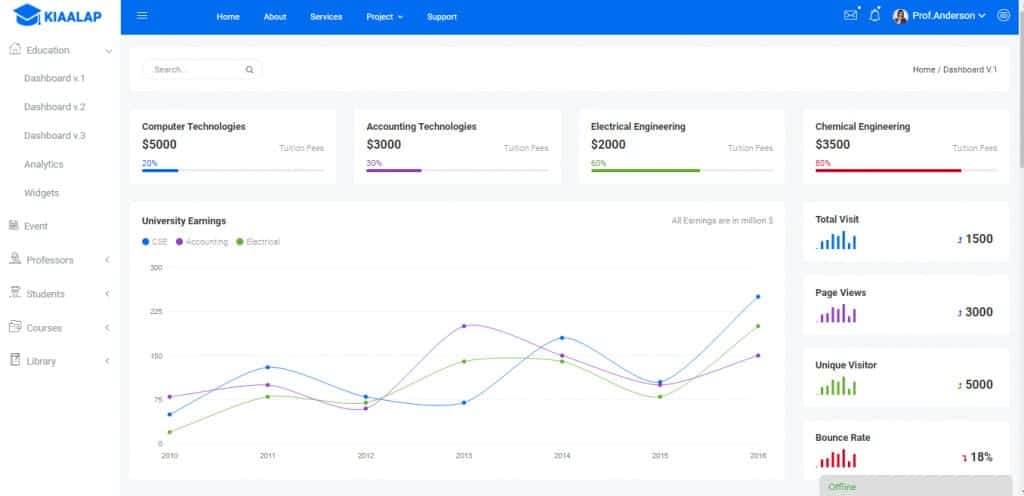 KIAALAP
Home About Services Project Support
Prof.Anderson
Education
Dashboard v.1
Dashboard v.2
Dashboard v.3
Analytics
Widgets
Event
Professors
Students
Courses
Library
Search...
Home / Dashboard V.1
Computer Technologies
$5000
Tuition Fees
20%
Accounting Technologies
$3000
Tuition Fees
30%
Electrical Engineering
$2000
Tuition Fees
60%
Chemical Engineering
$3500
Tuition Fees
80%
University Earnings
All Earnings are in million $
CSE Accounting Electrical
300
225
150
75
0
2010 2011 2012 2013 2014 2015 2016
Total Visit
1500
Page Views
3000
Unique Visitor
5000
Bounce Rate
18%
Offline